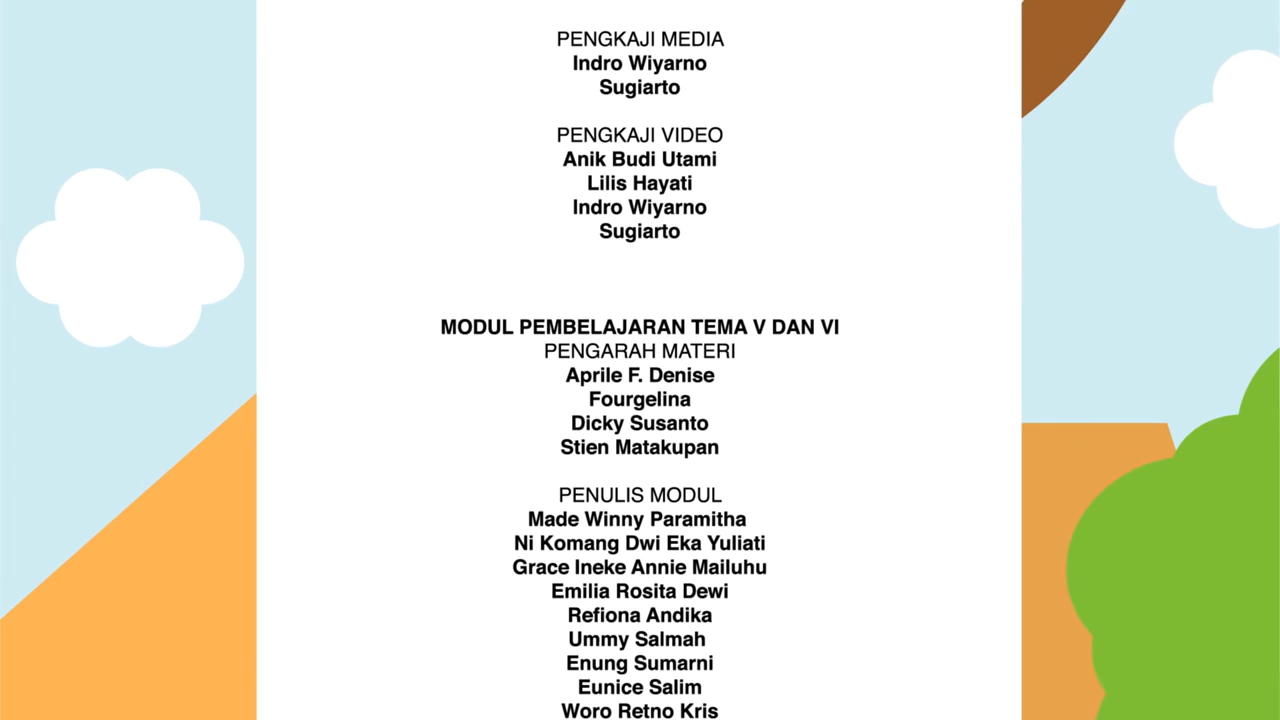 PENGKAJI MEDIA
Indro Wiyarno
Sugiarto
PENGKAJI VIDEO
Anik Budi Utami
Lilis Hayati
Indro Wiyarno
Sugiarto
MODUL PEMBELAJARAN TEMA V DAN VI
PENGARAH MATERI
Aprile F. Denise
Fourgelina
Dicky Susanto
Stien Matakupan
PENULIS MODUL
Made Winny Paramitha
Ni Komang Dwi Eka Yuliati
Grace Ineke Annie Mailuhu
Emilia Rosita Dewi
Refiona Andika
Ummy Salmah
Enung Sumarni
Eunice Salim
Woro Retno Kris